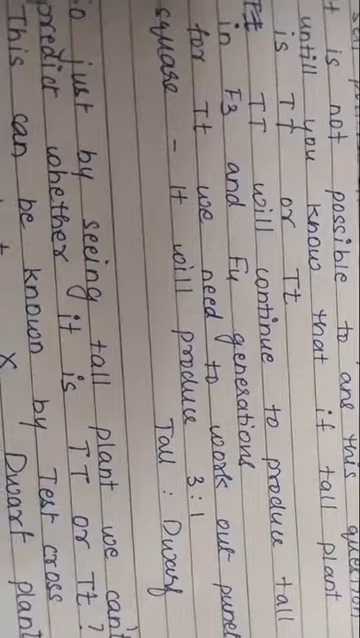 t is not possible to ans this
untill you know that if tall plant
is TT or Tt
TT will continue to produce tall
in F3 and F4 generations
for Tt we need to work out
square - It will produce 3:1
Tall : Dwarf
just by seeing tall plant we can't
predict whether it is TT or Tt?
This can be known by Test cross
X Dwarf plant